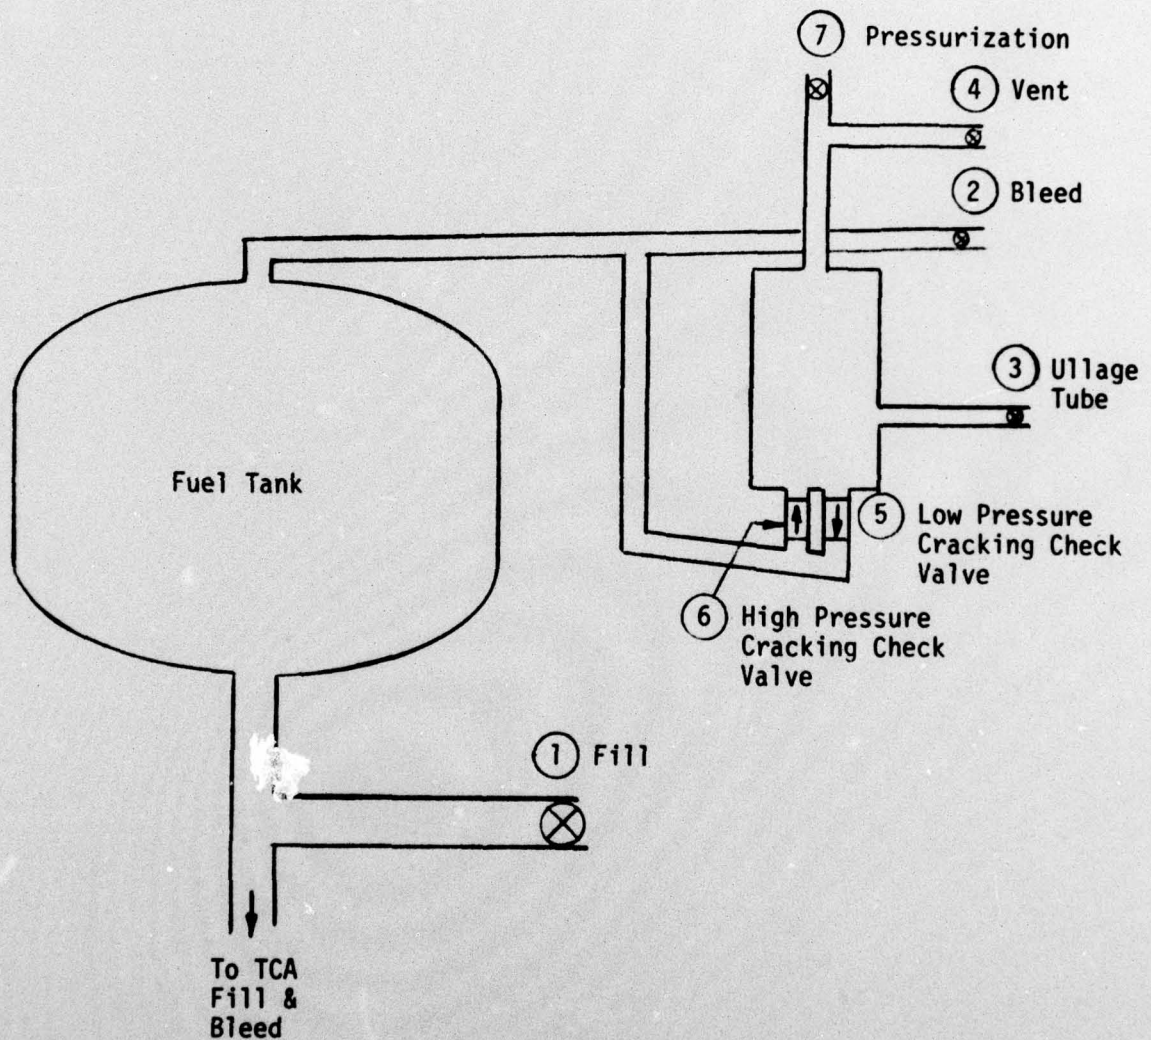 7 Pressurization
4 Vent
2 Bleed
3 Ullage
Tube
Fuel Tank
5 Low Pressure
Cracking Check
Valve
6 High Pressure
Cracking Check
Valve
1 Fill
To TCA
Fill &
Bleed